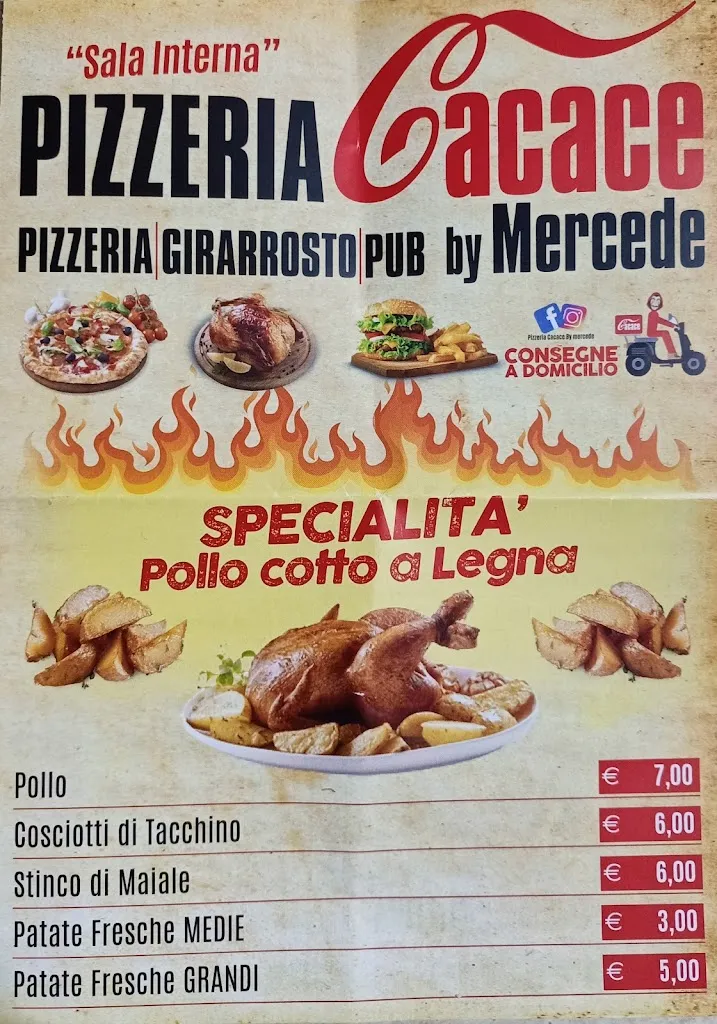 “Sala Interna”
PIZZERIA Cacace
PIZZERIA|GIRARROSTO|PUB by Mercede
Pizzeria Cacace By mercede
Cacace
CONSEGNE
A DOMICILIO
SPECIALITA’
Pollo cotto a Legna
Pollo € 7,00
Cosciotti di Tacchino € 6,00
Stinco di Maiale € 6,00
Patate Fresche MEDIE € 3,00
Patate Fresche GRANDI € 5,00